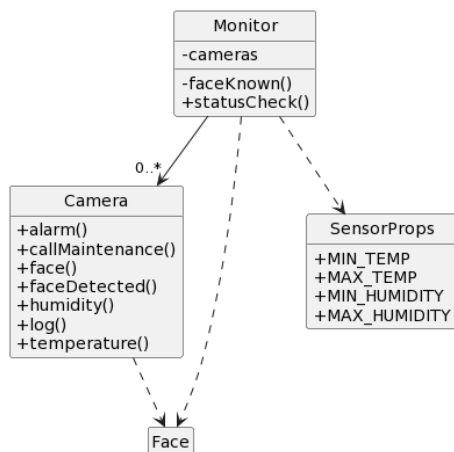 Monitor
-cameras
-faceKnown()
+statusCheck()
0..*
Camera
+alarm()
+callMaintenance()
+face()
+faceDetected()
+humidity()
+log()
+temperature()
SensorProps
+MIN_TEMP
+MAX_TEMP
+MIN_HUMIDITY
+MAX_HUMIDITY
Face